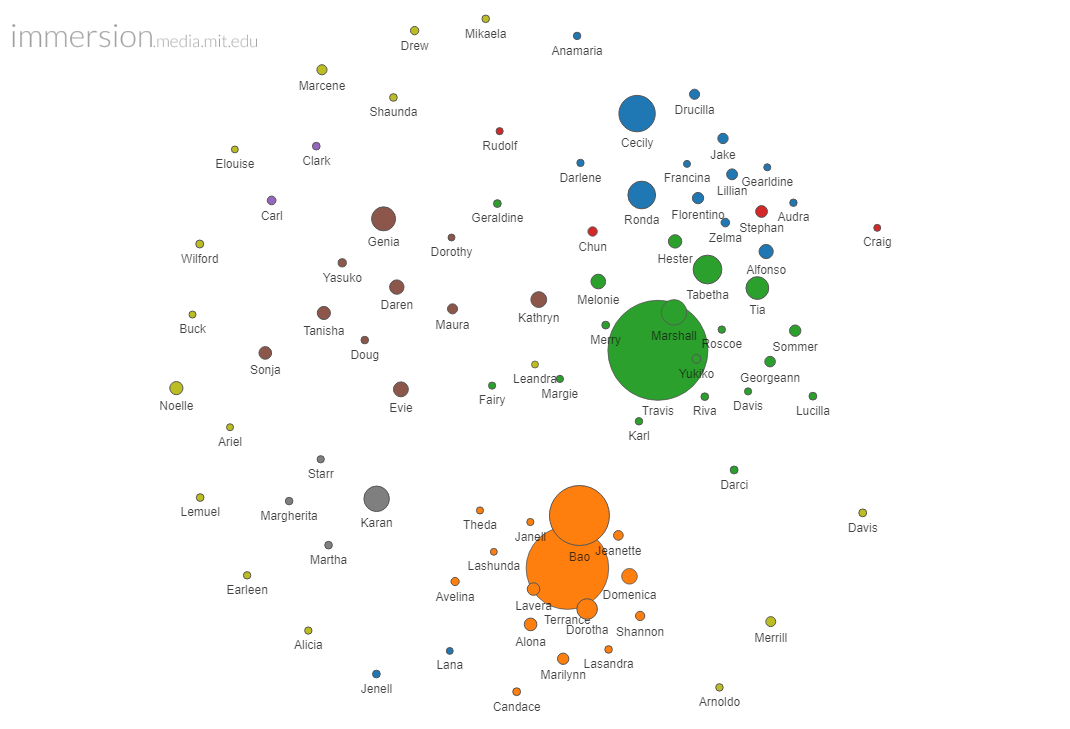 immersion.media.mit.edu
Mikaela
Drew
Anamaria
Marcene
Shaunda
Drucilla
Cecily
Rudolf
Jake
Clark
Elouise
Darlene
Francina
Gearldine
Lillian
Carl
Geraldine
Ronda
Florentino
Audra
Stephan
Zelma
Genia
Dorothy
Chun
Craig
Wilford
Hester
Alfonso
Yasuko
Daren
Melonie
Tabetha
Tia
Kathryn
Maura
Buck
Tanisha
Marshall
Merry
Roscoe
Sommer
Doug
Sonja
Leandra
Yukiko
Georgeann
Margie
Fairy
Noelle
Evie
Travis
Riva
Davis
Lucilla
Ariel
Karl
Starr
Darci
Lemuel
Margherita
Karan
Theda
Janell
Davis
Bao
Jeanette
Martha
Lashunda
Earleen
Avelina
Domenica
Lavera
Terrance
Dorotha
Shannon
Alicia
Alona
Merrill
Lana
Lasandra
Marilynn
Jenell
Candace
Arnoldo